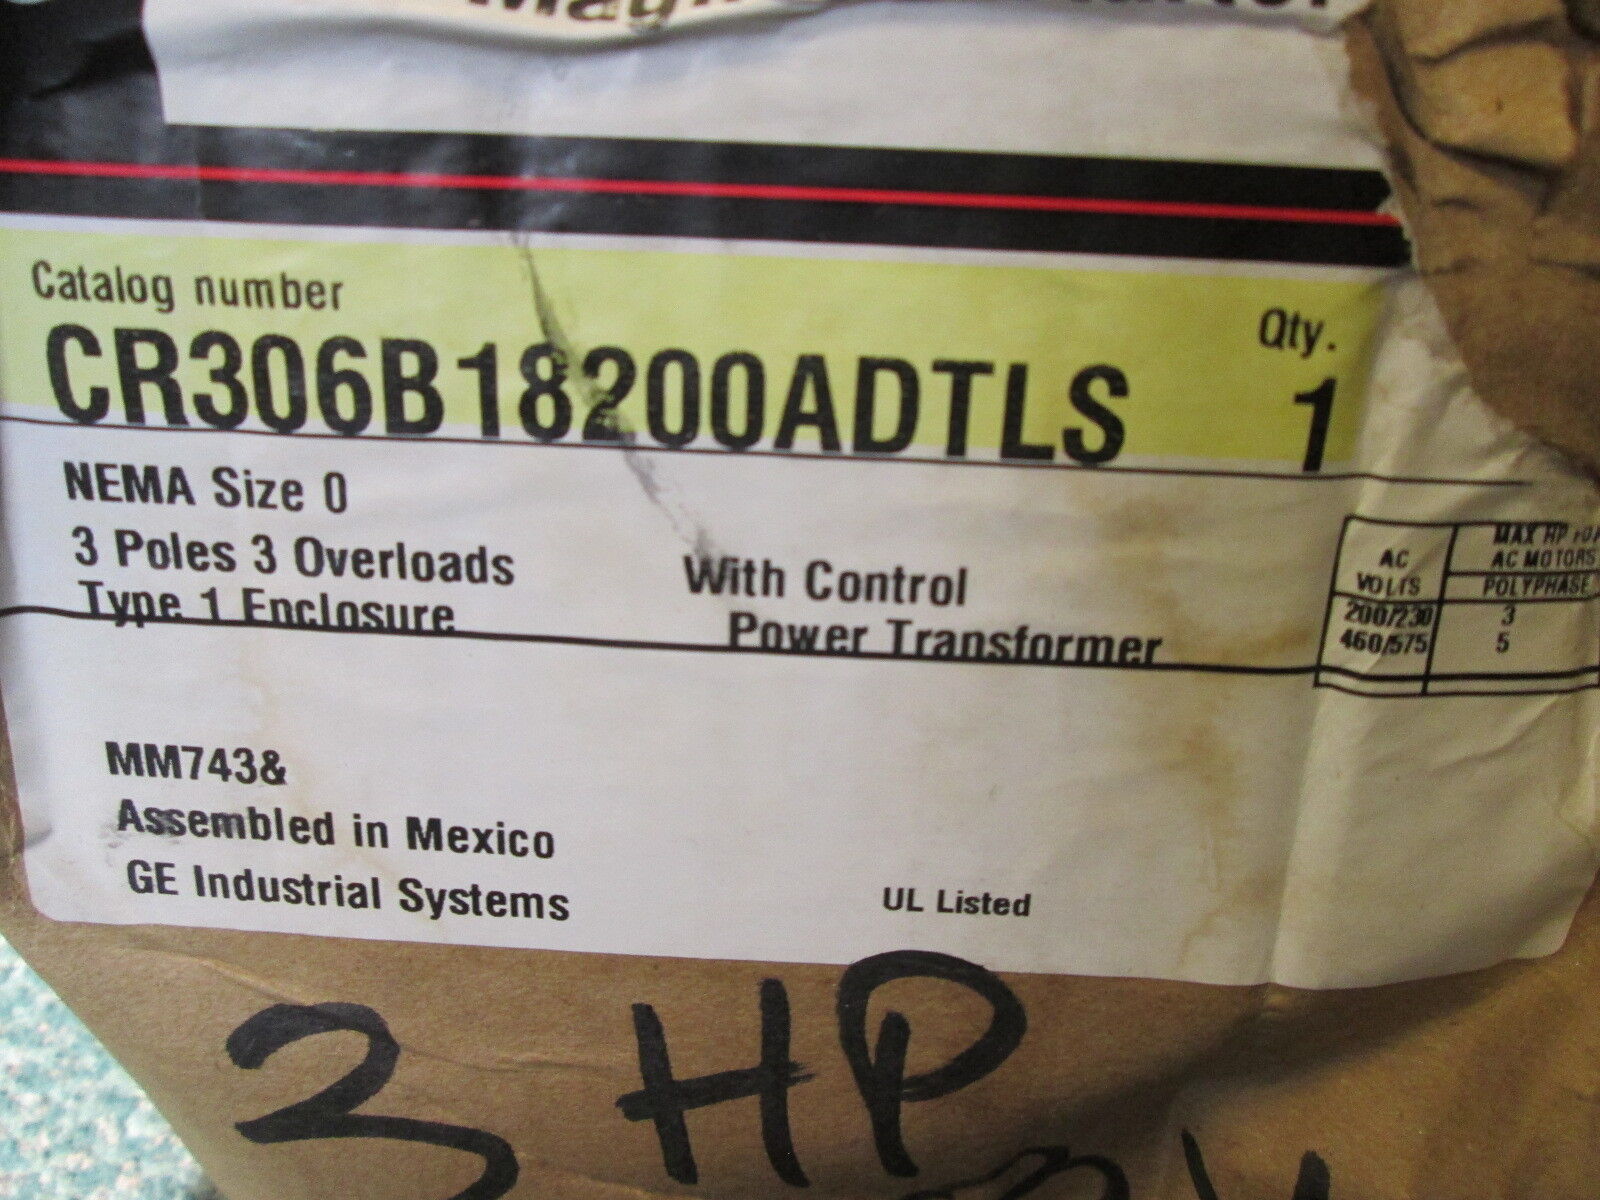 Catalog number Qty.
CR306B18200ADTLS 1
NEMA Size 0
3 Poles 3 Overloads With Control
Type 1 Enclosure Power Transformer
AC VOLTS MAX HP FOR AC MOTORS
POLYPHASE
200/230 3
460/575 5
MM743&
Assembled in Mexico
GE Industrial Systems UL Listed
3 HP